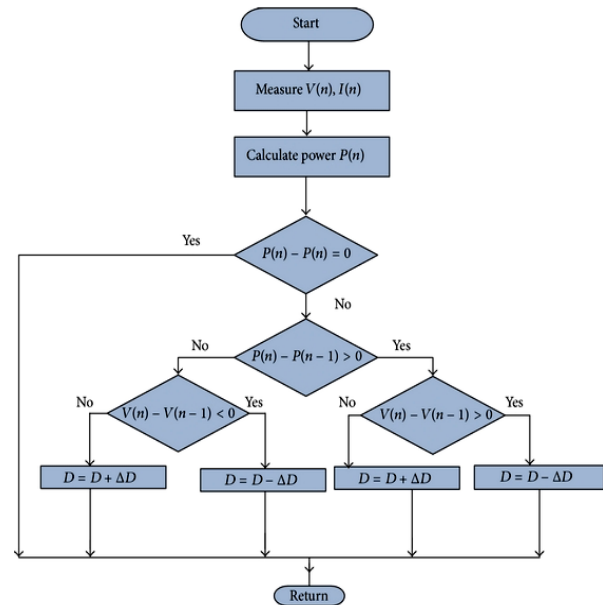 Start
Measure V(n), I(n)
Calculate power P(n)
Yes
P(n) − P(n) = 0
No
P(n) − P(n − 1) > 0
No
Yes
No
V(n) − V(n − 1) < 0
Yes
No
V(n) − V(n − 1) > 0
Yes
D = D + ΔD
D = D − ΔD
D = D + ΔD
D = D − ΔD
Return